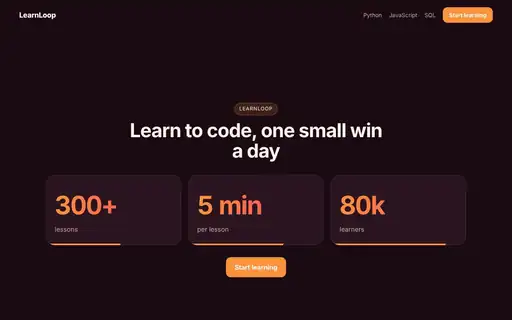 LearnLoop
Python JavaScript SQL Start learning
LEARNLOOP
Learn to code, one small win
a day
300+ 5 min 80k
lessons per lesson learners
Start learning